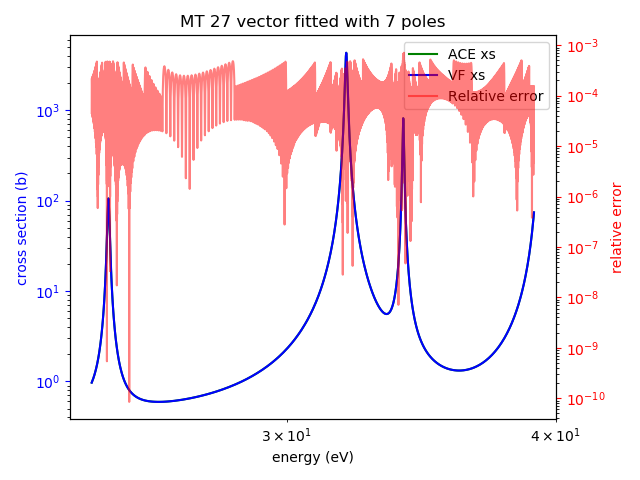 MT 27 vector fitted with 7 poles
ACE xs
VF xs
Relative error
10³
10²
10¹
10⁰
cross section (b)
10⁻³
10⁻⁴
10⁻⁵
10⁻⁶
10⁻⁷
10⁻⁸
10⁻⁹
10⁻¹⁰
relative error
3 × 10¹
4 × 10¹
energy (eV)